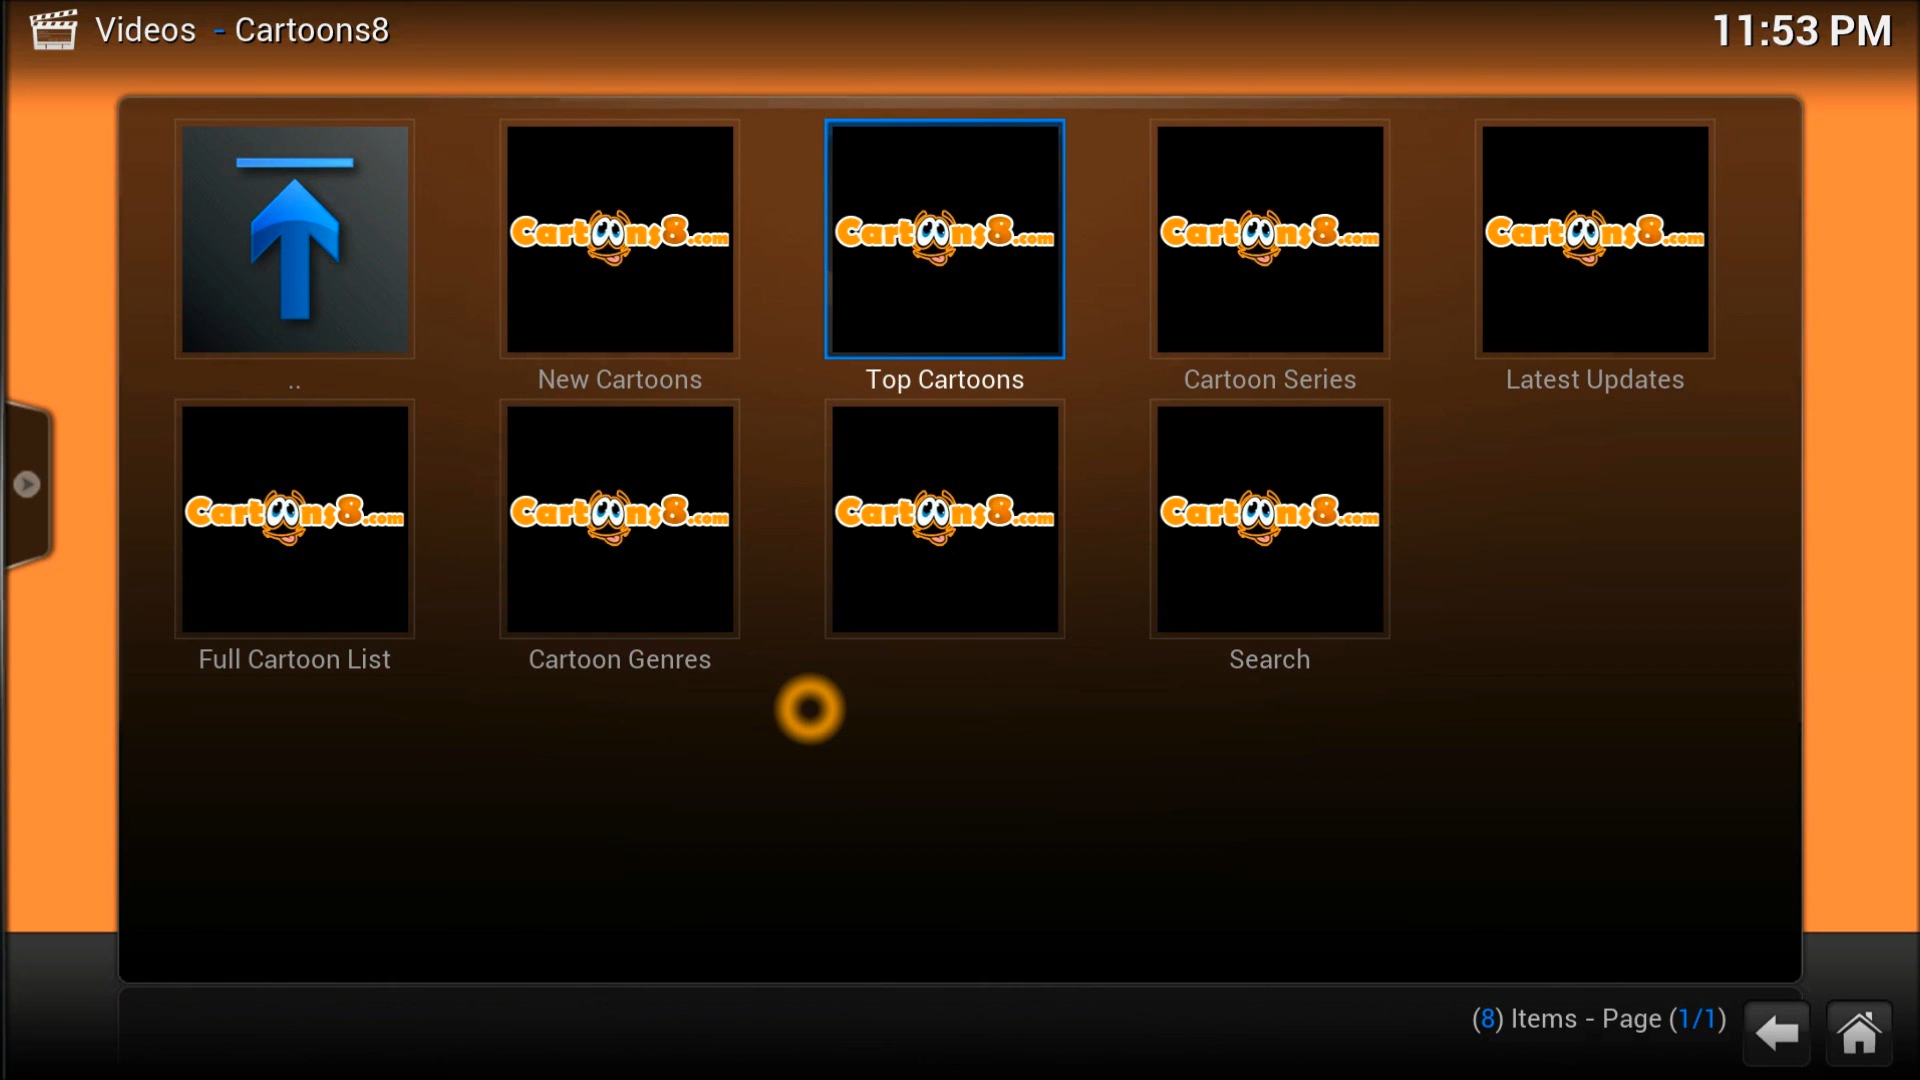 Videos - Cartoons8
11:53 PM
Cartoons8.com
Cartoons8.com
Cartoons8.com
Cartoons8.com
..
New Cartoons
Top Cartoons
Cartoon Series
Latest Updates
Cartoons8.com
Cartoons8.com
Cartoons8.com
Cartoons8.com
Full Cartoon List
Cartoon Genres
Search
(8) Items - Page (1/1)